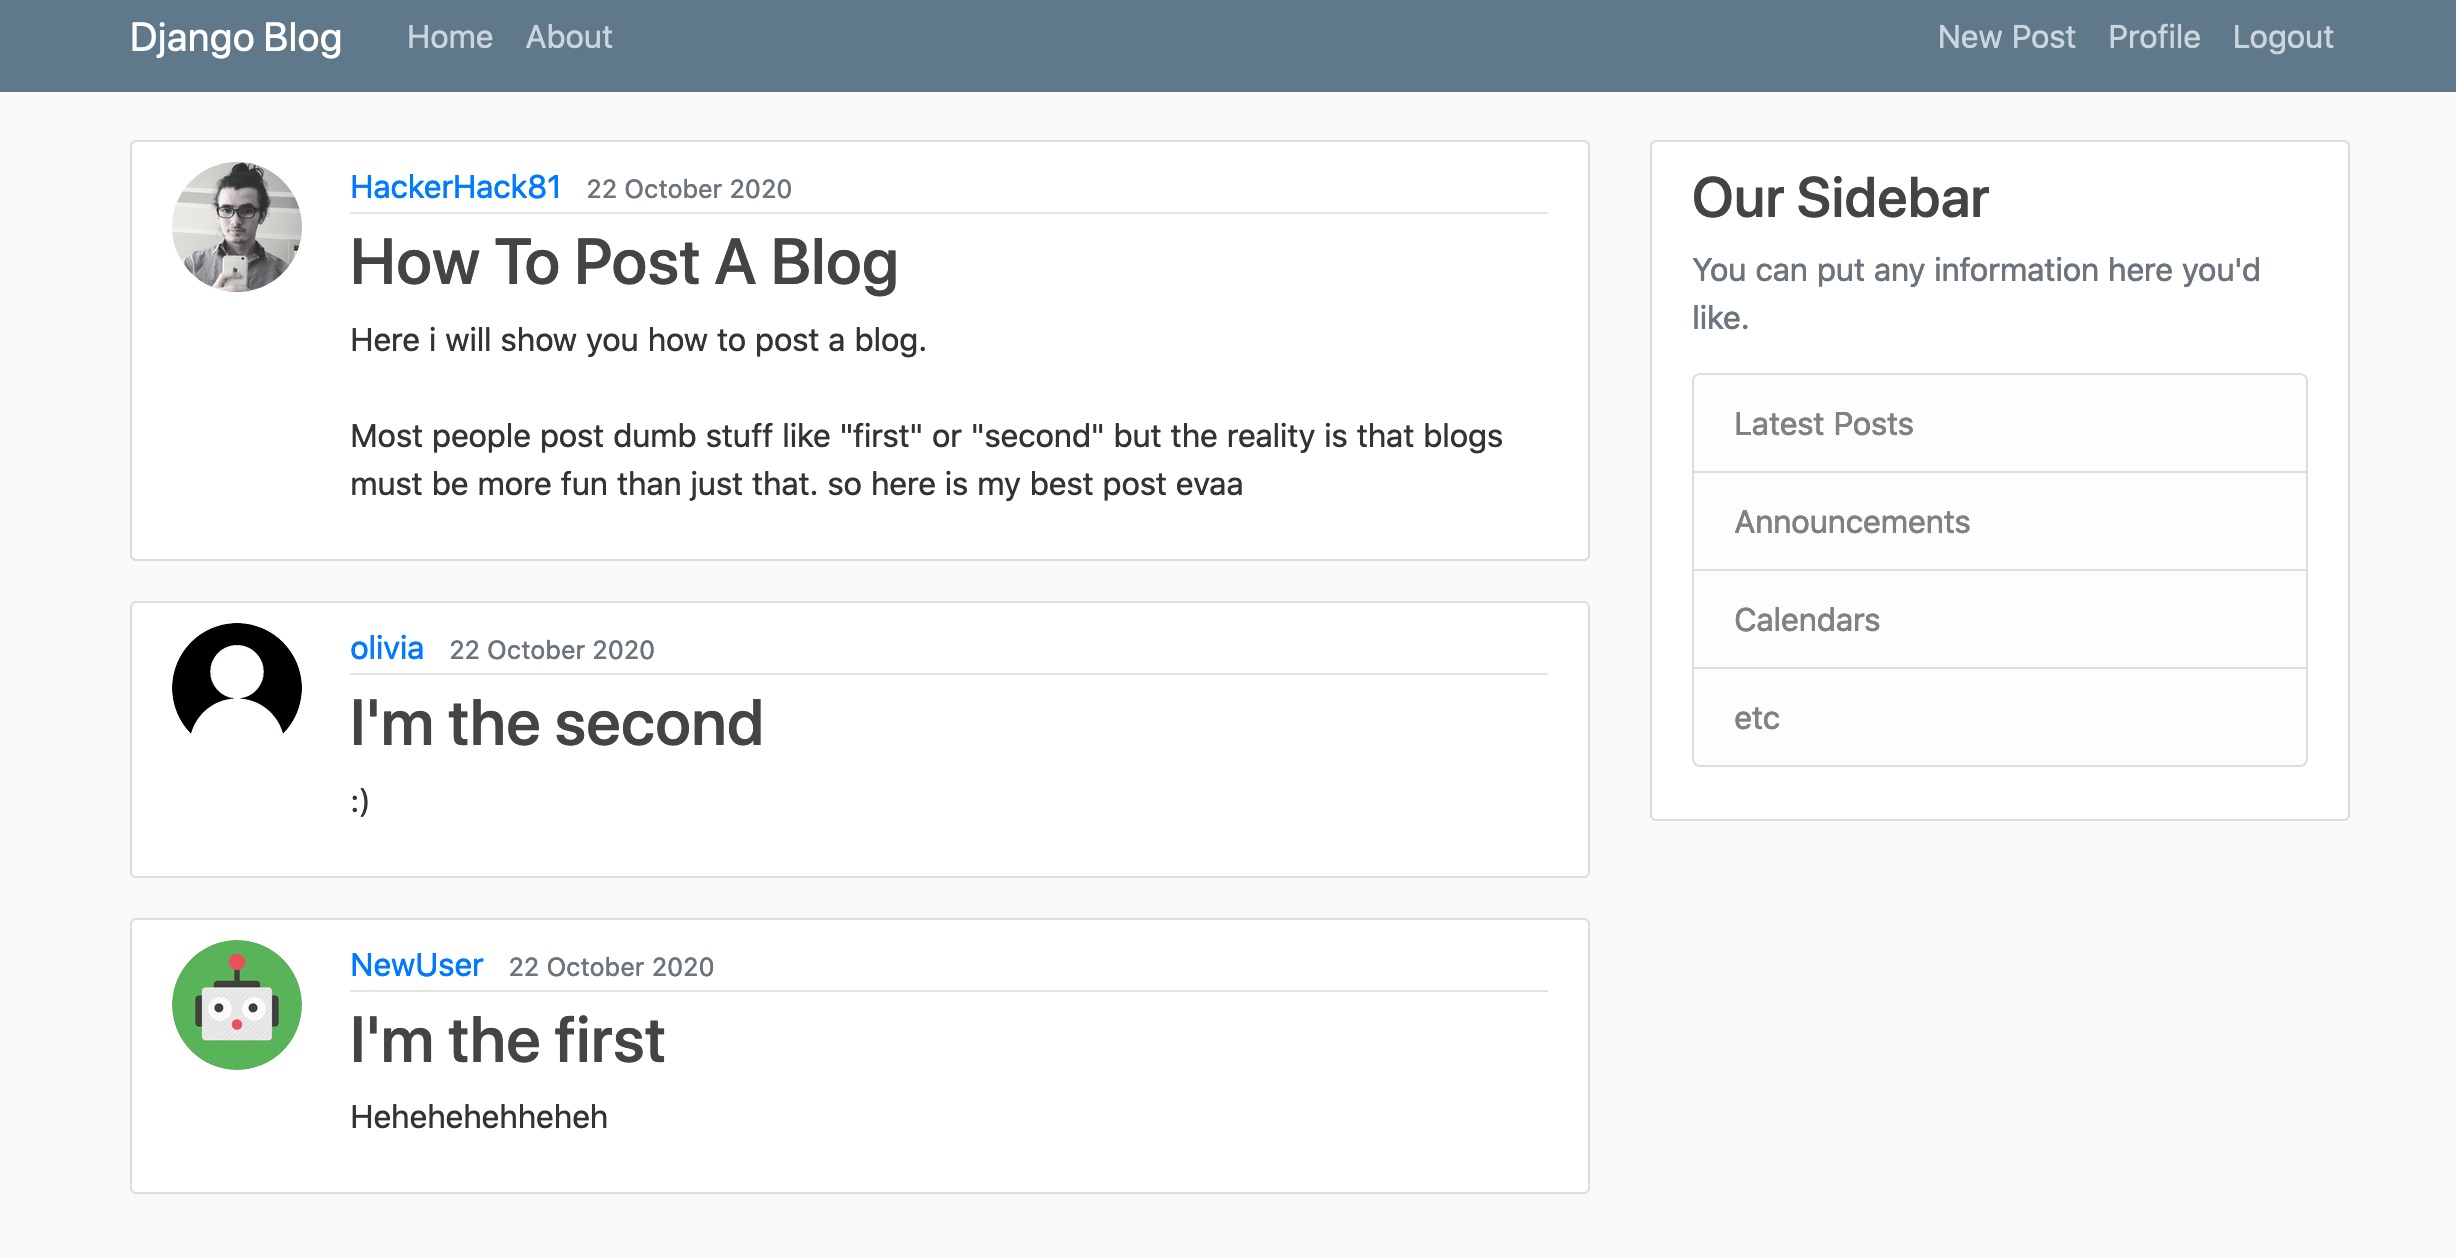 Django Blog Home About New Post Profile Logout
HackerHack81 22 October 2020
How To Post A Blog
Here i will show you how to post a blog.
Most people post dumb stuff like "first" or "second" but the reality is that blogs
must be more fun than just that. so here is my best post evaa
olivia 22 October 2020
I'm the second
:)
NewUser 22 October 2020
I'm the first
Hehehehehheheh
Our Sidebar
You can put any information here you'd
like.
Latest Posts
Announcements
Calendars
etc